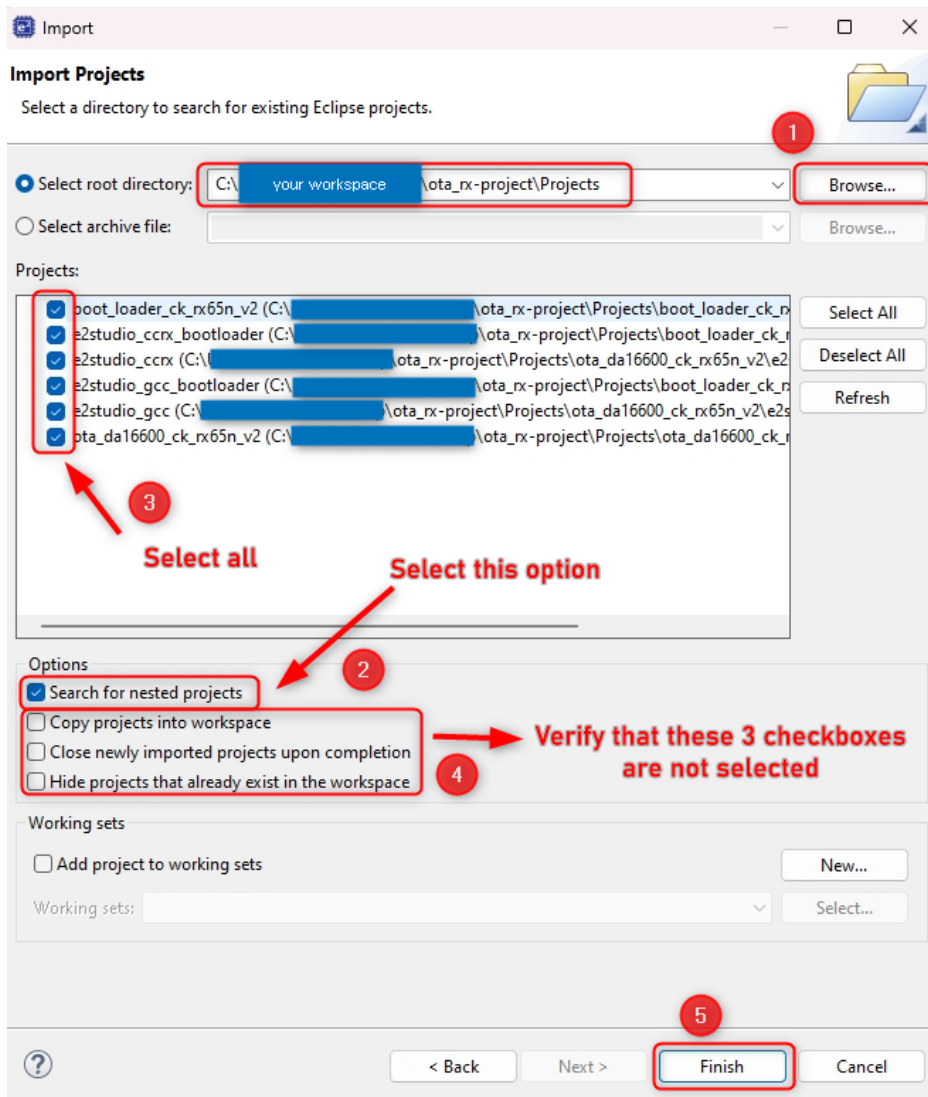 Import
Import Projects
Select a directory to search for existing Eclipse projects.
1
Select root directory: C:\ your workspace \ota_rx-project\Projects Browse...
Select archive file: Browse...
Projects:
boot_loader_ck_rx65n_v2 (C:\ \ota_rx-project\Projects\boot_loader_ck_r Select All
e2studio_ccrx_bootloader (C:\ \ota_rx-project\Projects\boot_loader_ck_r
e2studio_ccrx (C:\ \ota_rx-project\Projects\ota_da16600_ck_rx65n_v2\e2 Deselect All
e2studio_gcc_bootloader (C:\ \ota_rx-project\Projects\boot_loader_ck_r
e2studio_gcc (C:\ \ota_rx-project\Projects\ota_da16600_ck_rx65n_v2\e2s Refresh
ota_da16600_ck_rx65n_v2 (C:\ \ota_rx-project\Projects\ota_da16600_ck_r
3
Select all
Select this option
Options
2
Search for nested projects
Copy projects into workspace
Close newly imported projects upon completion
Hide projects that already exist in the workspace
4
Verify that these 3 checkboxes
are not selected
Working sets
Add project to working sets New...
Working sets: Select...
5
? < Back Next > Finish Cancel